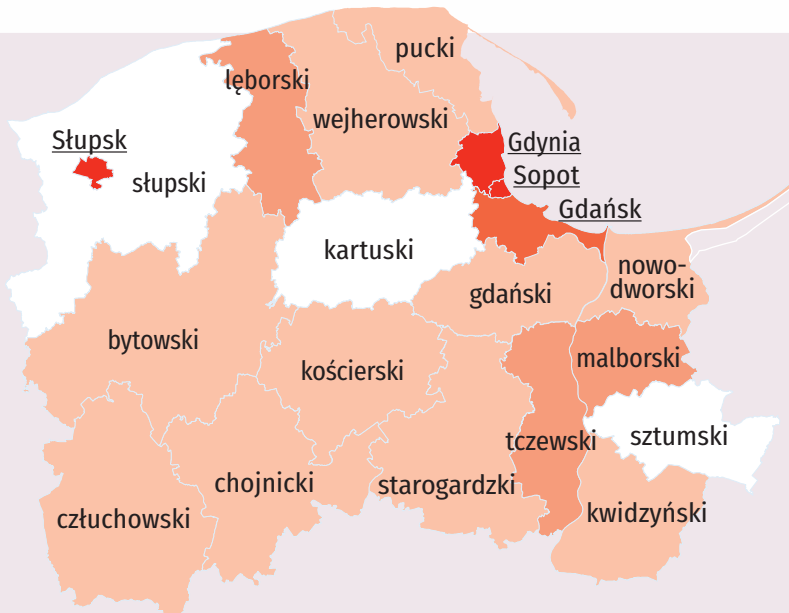 pucki
lęborski
wejherowski
Słupsk
Gdynia
słupski
Sopot
Gdańsk
kartuski
nowo-
dworski
gdański
bytowski
malborski
kościerski
tczewski
sztumski
chojnicki
starogardzki
człuchowski
kwidzyński